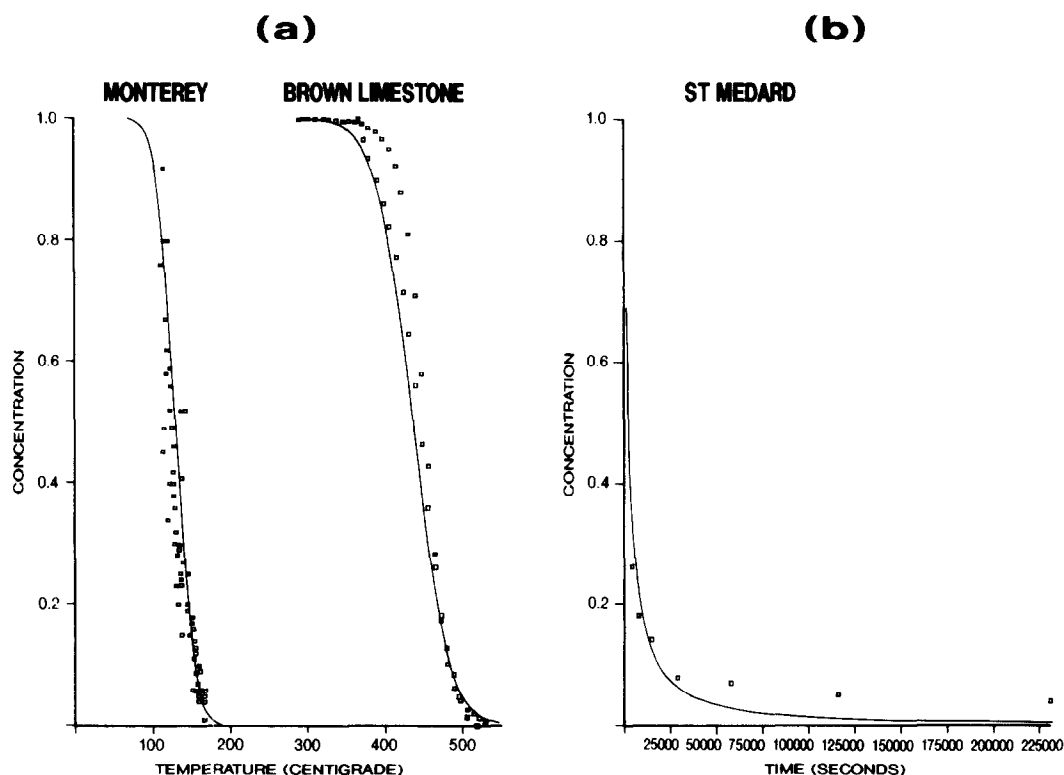 (a)
(b)
MONTEREY
BROWN LIMESTONE
ST MEDARD
1.0
0.8
0.6
0.4
0.2
CONCENTRATION
100
200
300
400
500
TEMPERATURE (CENTIGRADE)
1.0
0.8
0.6
0.4
0.2
CONCENTRATION
25000
50000
75000
100000
125000
150000
175000
200000
225000
TIME (SECONDS)